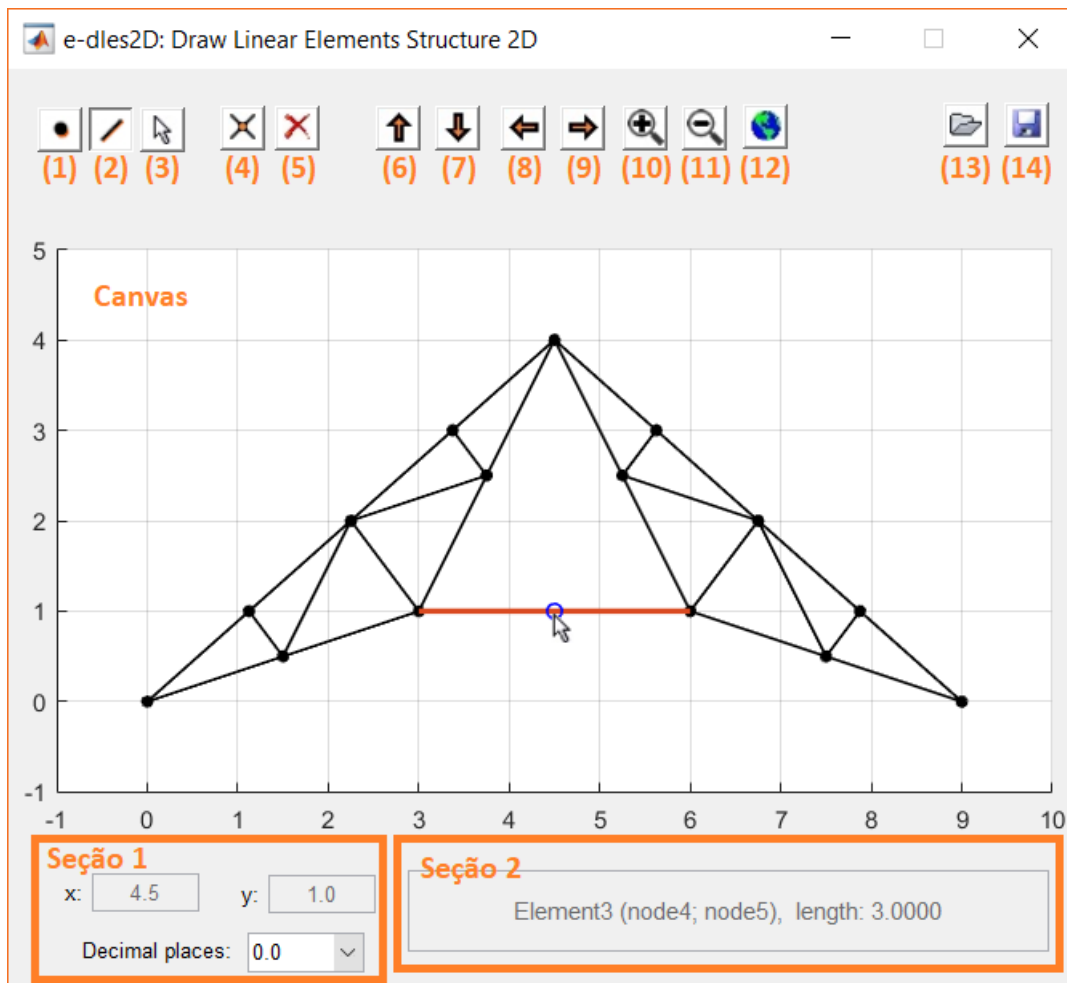 e-dles2D: Draw Linear Elements Structure 2D
(1) (2) (3) (4) (5) (6) (7) (8) (9) (10) (11) (12) (13) (14)
5
Canvas
4
3
2
1
0
-1
-1 0 1 2 3 4 5 6 7 8 9 10
Seção 1
x: 4.5 y: 1.0
Decimal places: 0.0
Seção 2
Element3 (node4; node5), length: 3.0000